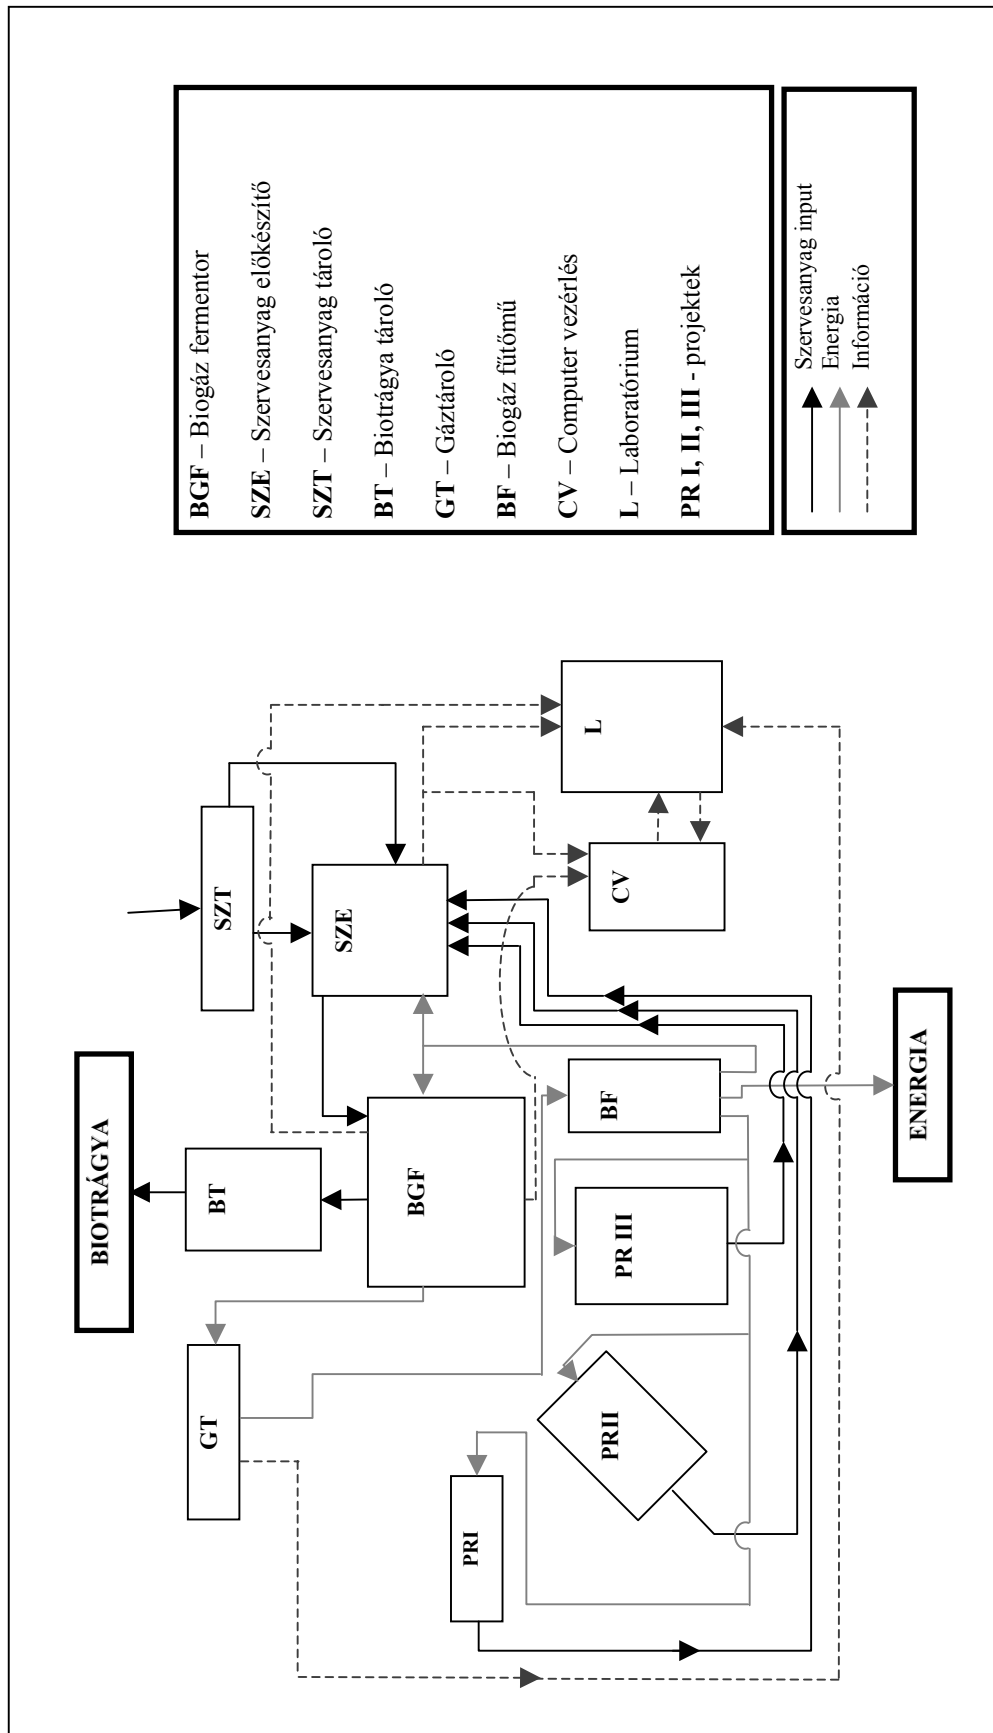 BIOTRÁGYA
GT
BT
SZT
BGF
SZE
PRI
PRII
PR III
BF
CV
L
ENERGIA
BGF – Biogáz fermentor
SZE – Szervesanyag előkészítő
SZT – Szervesanyag tároló
BT – Biotrágya tároló
GT – Gáztároló
BF – Biogáz fűtőmű
CV – Computer vezérlés
L – Laboratórium
PR I, II, III - projektek
Szervesanyag input
Energia
Információ